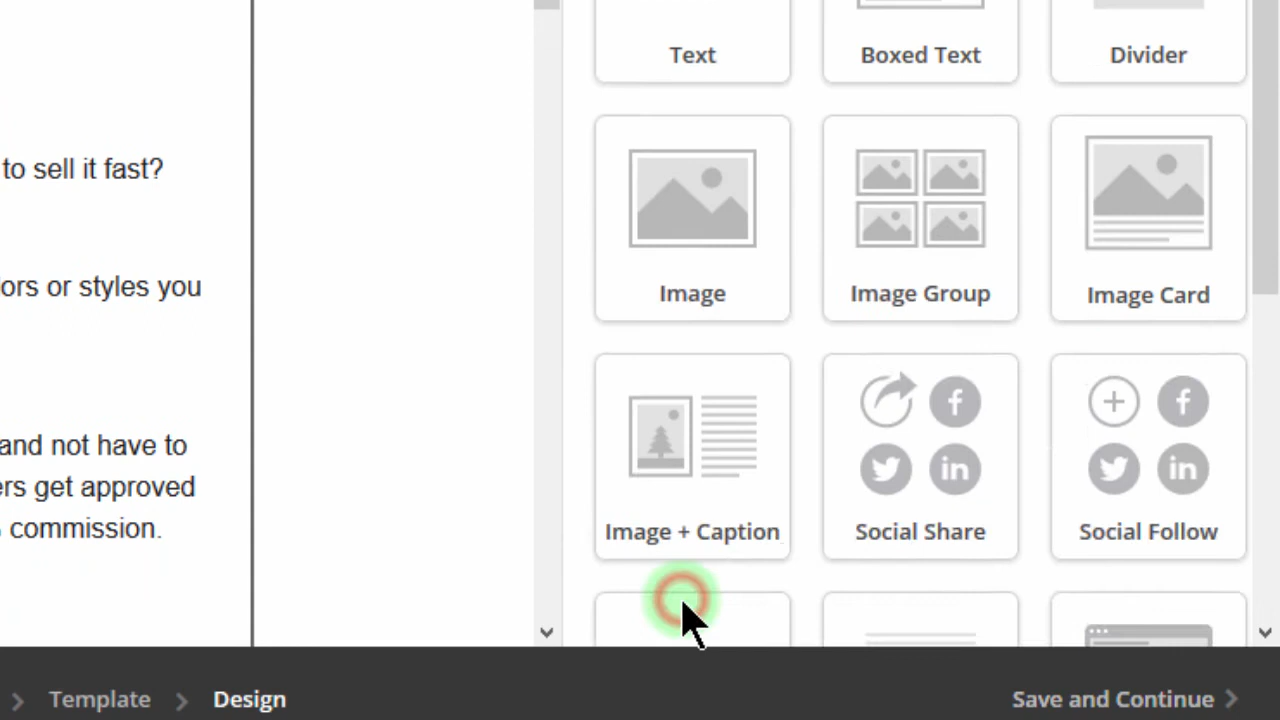 to sell it fast?
ors or styles you
and not have to
ers get approved
commission.
Text
Boxed Text
Divider
Image
Image Group
Image Card
Image + Caption
Social Share
Social Follow
Template
Design
Save and Continue